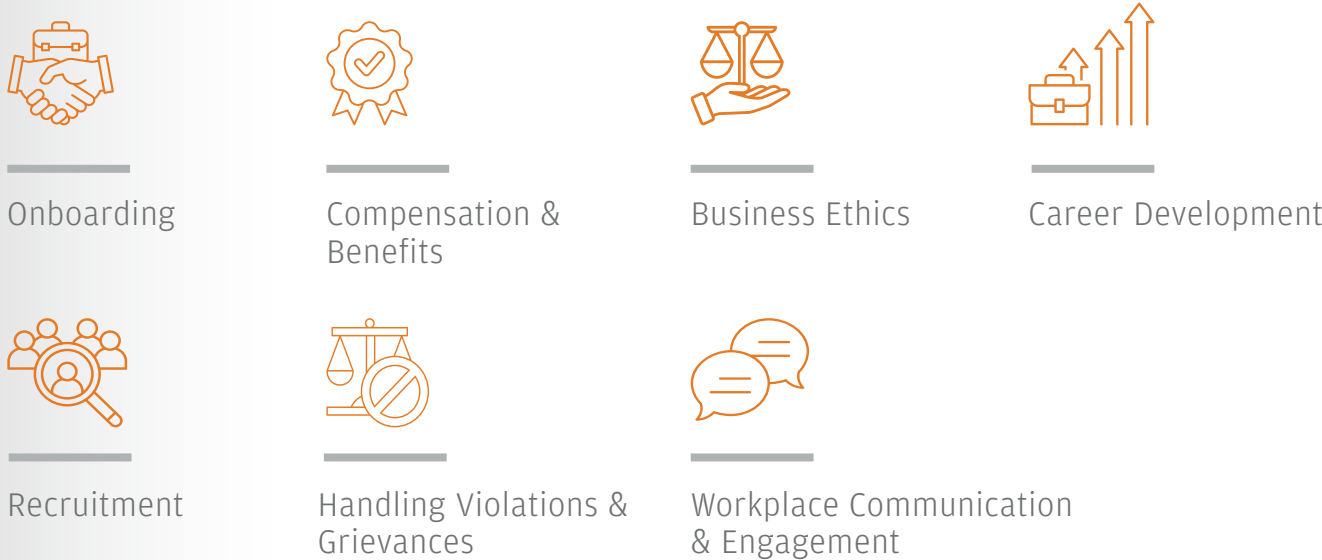 Onboarding
Compensation &
Benefits
Business Ethics
Career Development
Recruitment
Handling Violations &
Grievances
Workplace Communication
& Engagement